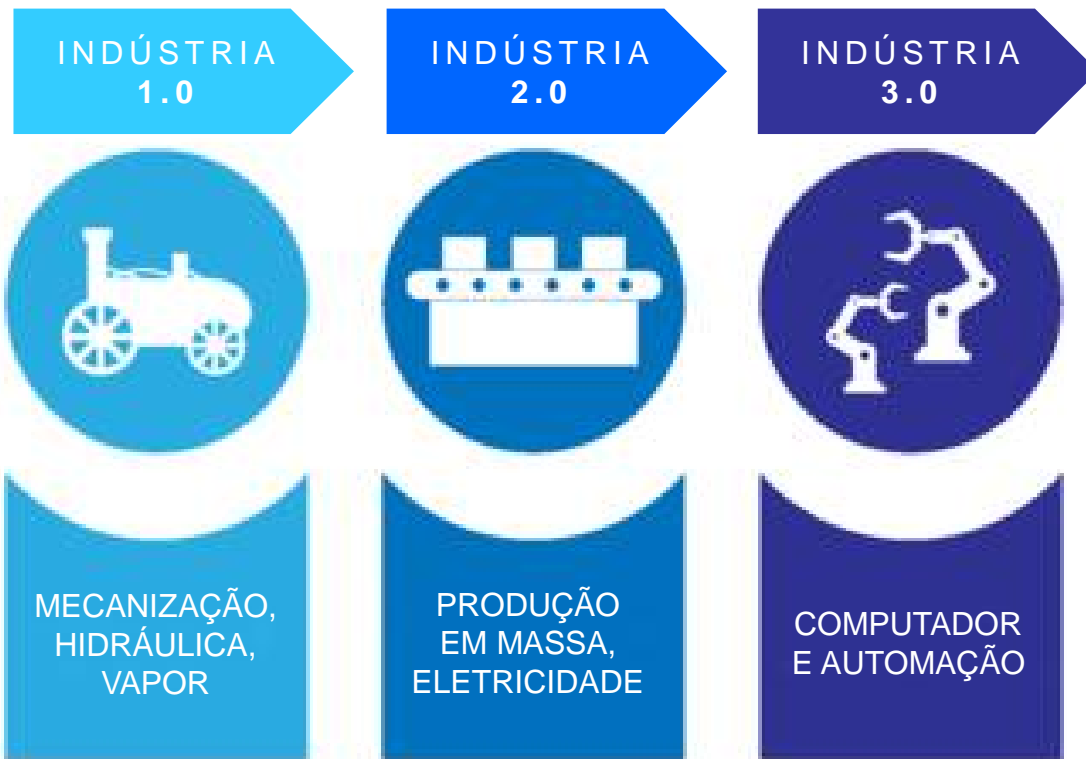 INDÚSTRIA
1.0
INDÚSTRIA
2.0
INDÚSTRIA
3.0
MECANIZAÇÃO,
HIDRÁULICA,
VAPOR
PRODUÇÃO
EM MASSA,
ELETRICIDADE
COMPUTADOR
E AUTOMAÇÃO